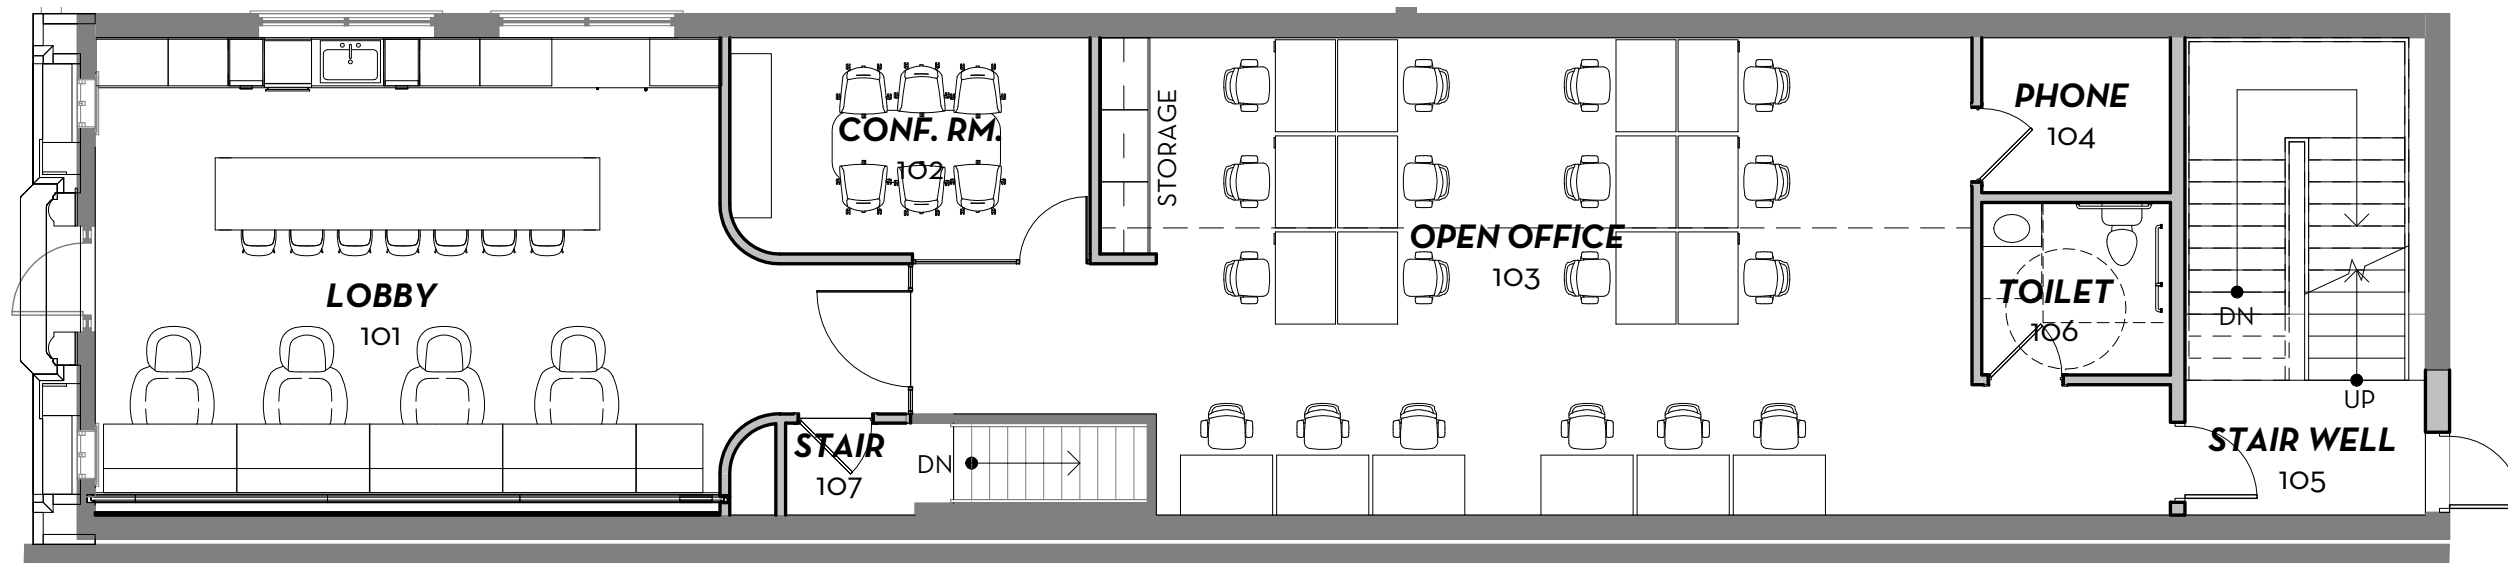 LOBBY
101
CONF. RM.
102
STORAGE
OPEN OFFICE
103
PHONE
104
TOILET
106
DN
UP
STAIR WELL
105
STAIR
107
DN